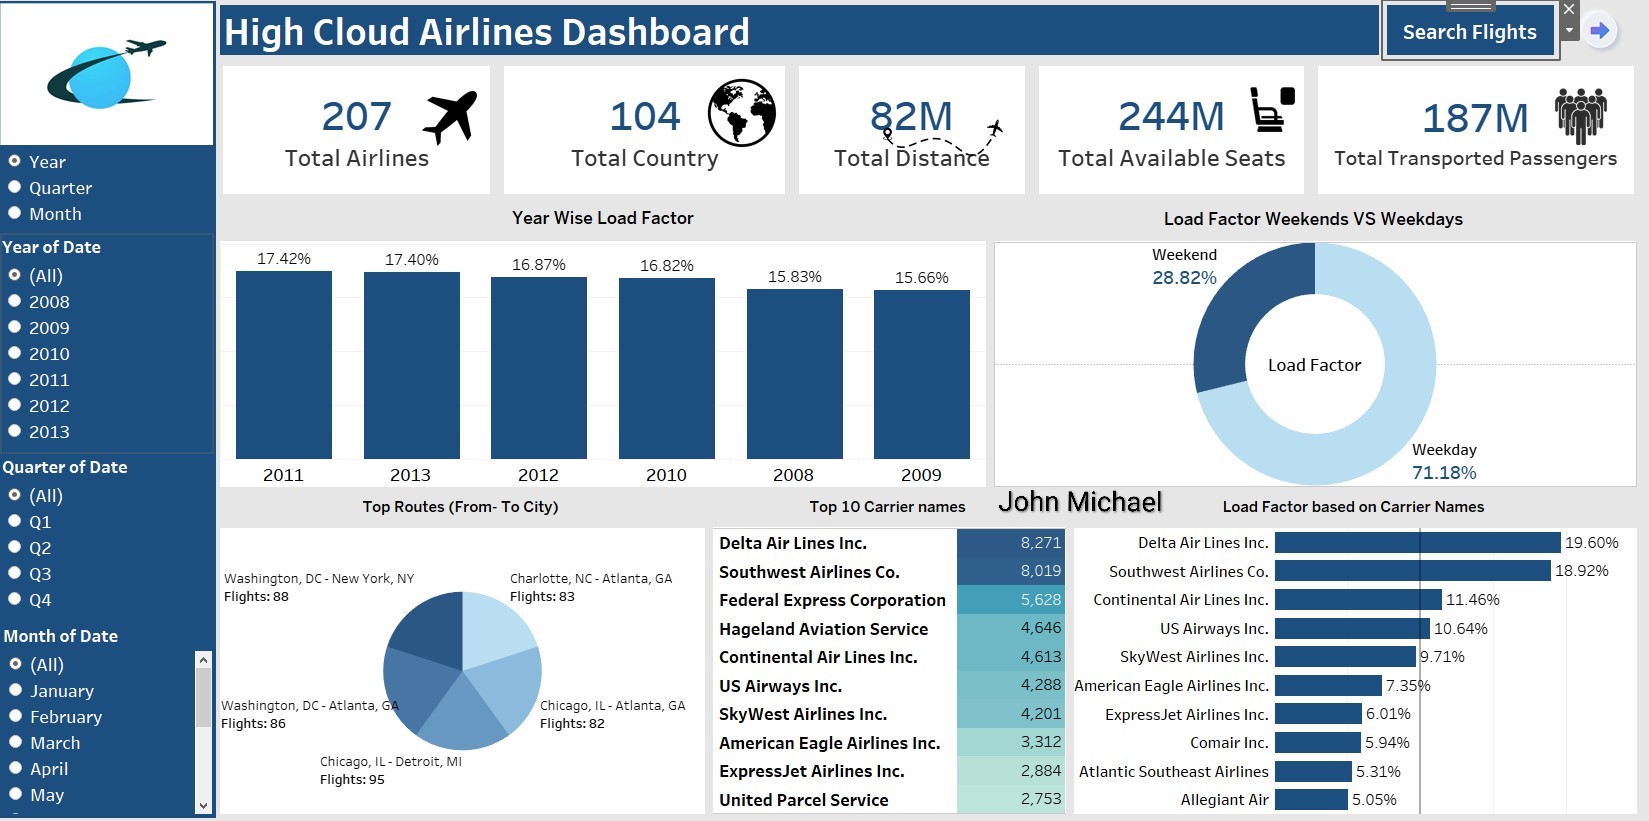 High Cloud Airlines Dashboard
Search Flights
207
Total Airlines
104
Total Country
82M
Total Distance
244M
Total Available Seats
187M
Total Transported Passengers
Year
Quarter
Month
Year of Date
(All)
2008
2009
2010
2011
2012
2013
Quarter of Date
(All)
Q1
Q2
Q3
Q4
Month of Date
(All)
January
February
March
April
May
Year Wise Load Factor
17.42%
17.40%
16.87%
16.82%
15.83%
15.66%
2011
2013
2012
2010
2008
2009
Load Factor Weekends VS Weekdays
Weekend
28.82%
Load Factor
Weekday
71.18%
Top Routes (From- To City)
Washington, DC - New York, NY
Flights: 88
Charlotte, NC - Atlanta, GA
Flights: 83
Washington, DC - Atlanta, GA
Flights: 86
Chicago, IL - Atlanta, GA
Flights: 82
Chicago, IL - Detroit, MI
Flights: 95
Top 10 Carrier names
John Michael
Delta Air Lines Inc. 8,271
Southwest Airlines Co. 8,019
Federal Express Corporation 5,628
Hageland Aviation Service 4,646
Continental Air Lines Inc. 4,613
US Airways Inc. 4,288
SkyWest Airlines Inc. 4,201
American Eagle Airlines Inc. 3,312
ExpressJet Airlines Inc. 2,884
United Parcel Service 2,753
Load Factor based on Carrier Names
Delta Air Lines Inc. 19.60%
Southwest Airlines Co. 18.92%
Continental Air Lines Inc. 11.46%
US Airways Inc. 10.64%
SkyWest Airlines Inc. 9.71%
American Eagle Airlines Inc. 7.35%
ExpressJet Airlines Inc. 6.01%
Comair Inc. 5.94%
Atlantic Southeast Airlines 5.31%
Allegiant Air 5.05%